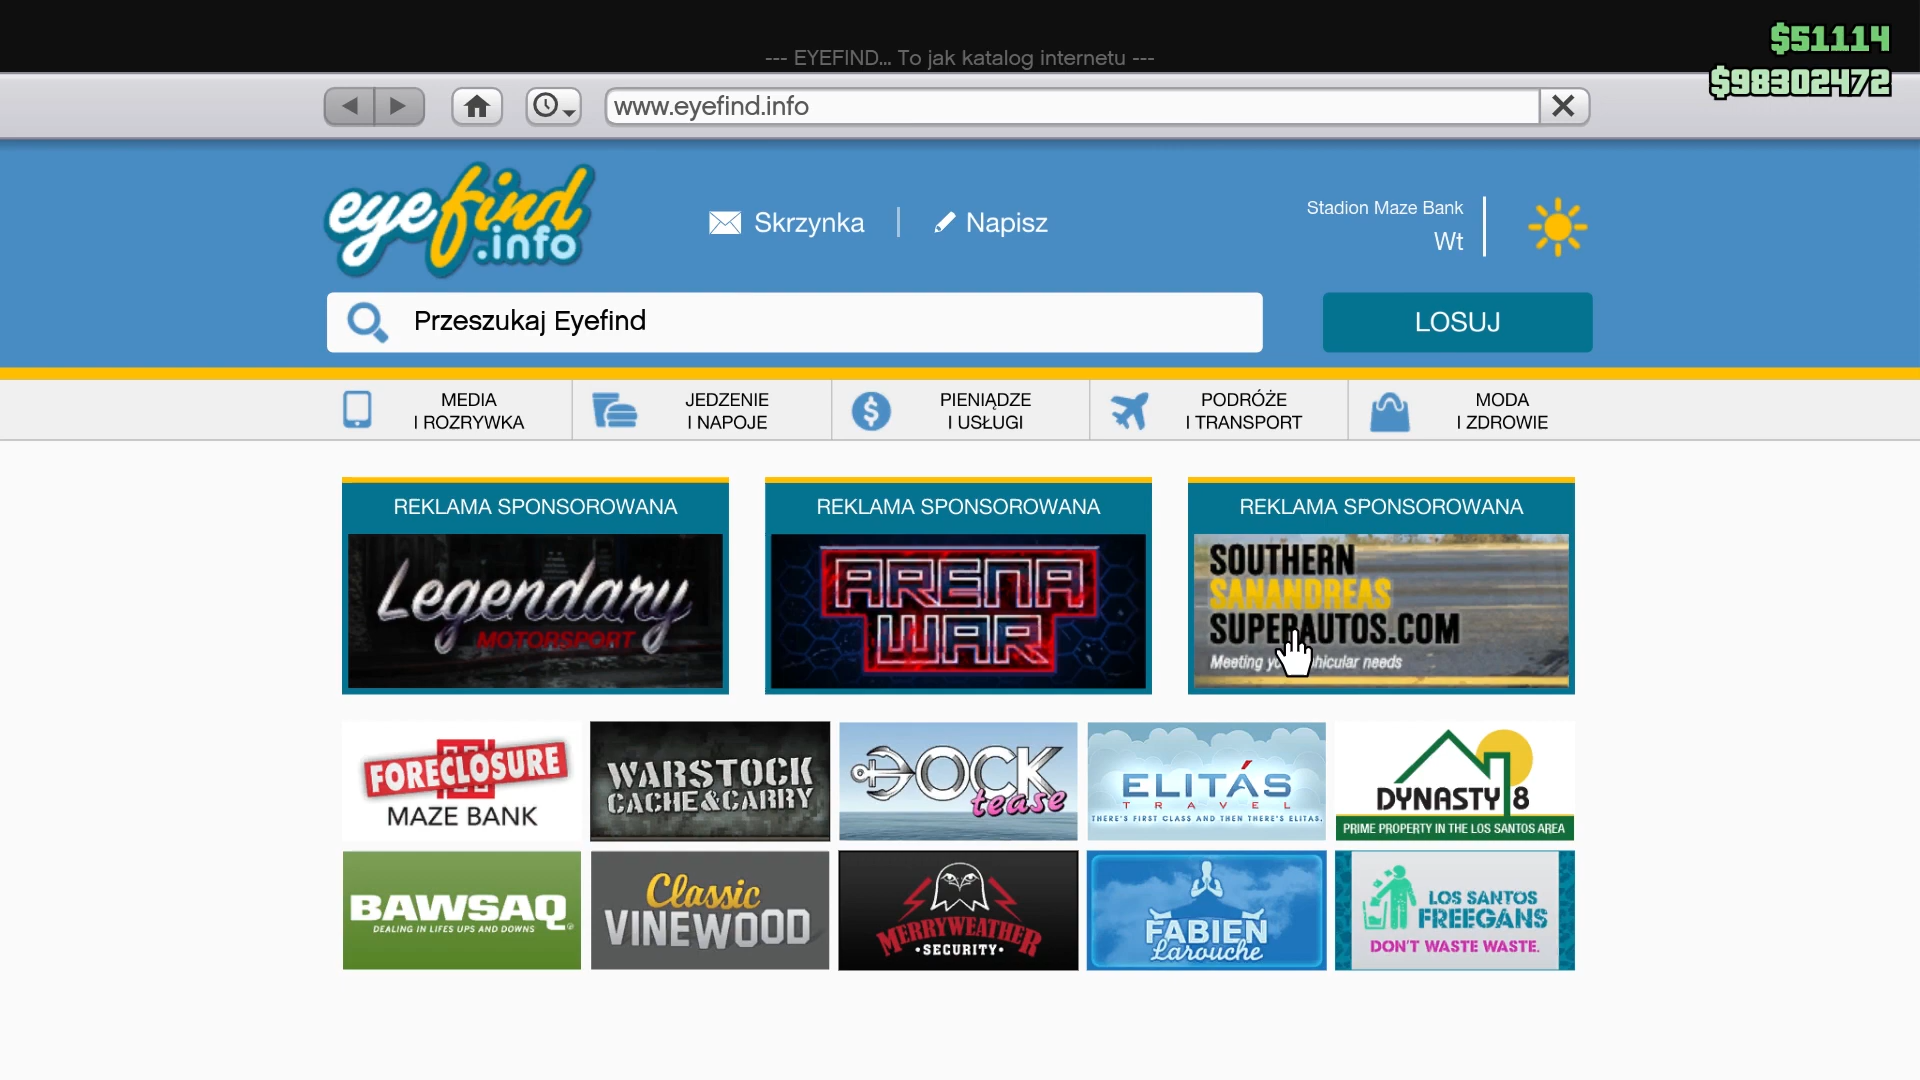 $51114
--- EYEFIND... To jak katalog internetu ---
$98302472
www.eyefind.info
eyefind
.info
Skrzynka
Napisz
Stadion Maze Bank
Wt
Przeszukaj Eyefind
LOSUJ
MEDIA
I ROZRYWKA
JEDZENIE
I NAPOJE
PIENIĄDZE
I USŁUGI
PODRÓŻE
I TRANSPORT
MODA
I ZDROWIE
REKLAMA SPONSOROWANA
Legendary
MOTORSPORT
REKLAMA SPONSOROWANA
ARENA
WAR
REKLAMA SPONSOROWANA
SOUTHERN
SANANDREAS
SUPERAUTOS.COM
Meeting needs
FORECLOSURE
MAZE BANK
WARSTOCK
CACHE&CARRY
DOCK
tease
ELITÁS
TRAVEL
THERE'S FIRST CLASS AND THEN THERE'S ELITAS.
DYNASTY 8
PRIME PROPERTY IN THE LOS SANTOS AREA
BAWSAQ
DEALING IN LIFES UPS AND DOWNS
Classic
VINEWOOD
MERRYWEATHER
·SECURITY·
FABIEN
Larouche
LOS SANTOS
FREEGANS
DON'T WASTE WASTE.